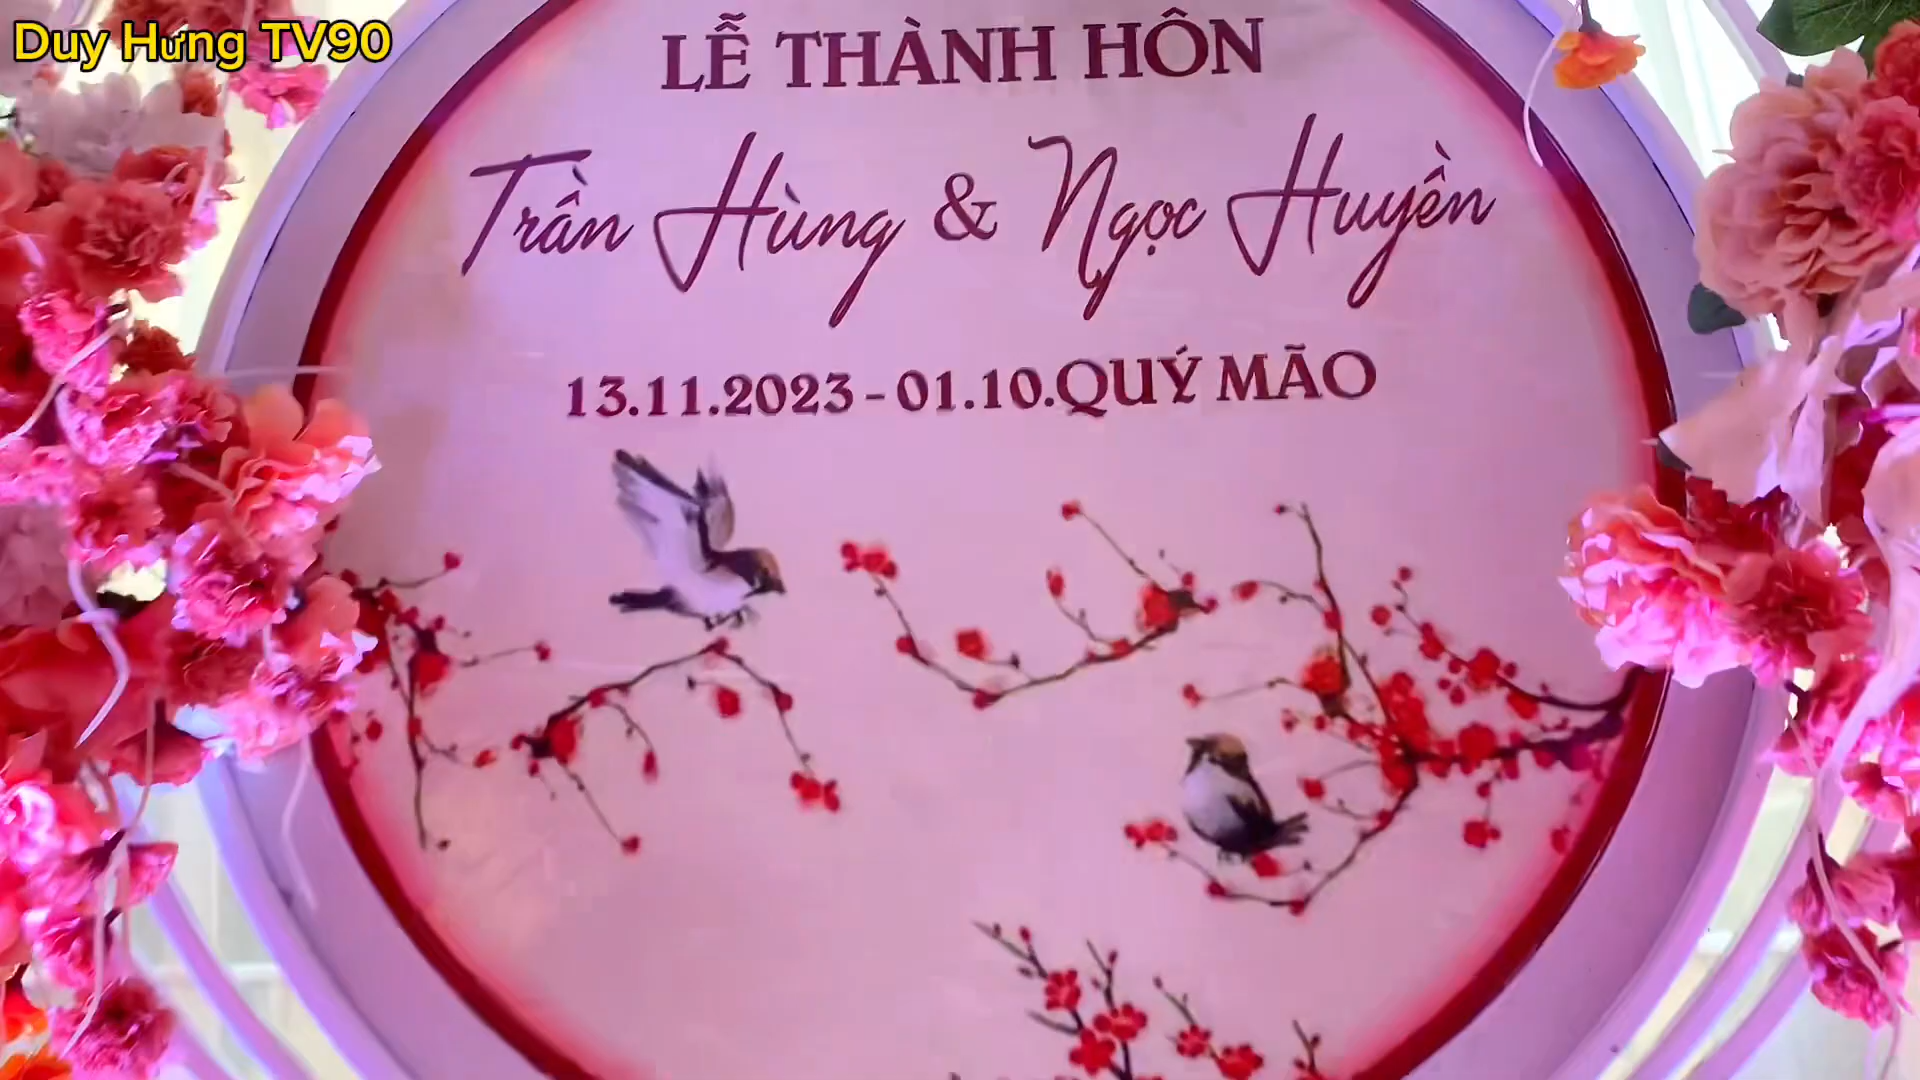 Duy Hưng TV90
LỄ THÀNH HÔN
Trần Hùng & Ngọc Huyền
13.11.2023 - 01.10.QUÝ MÃO